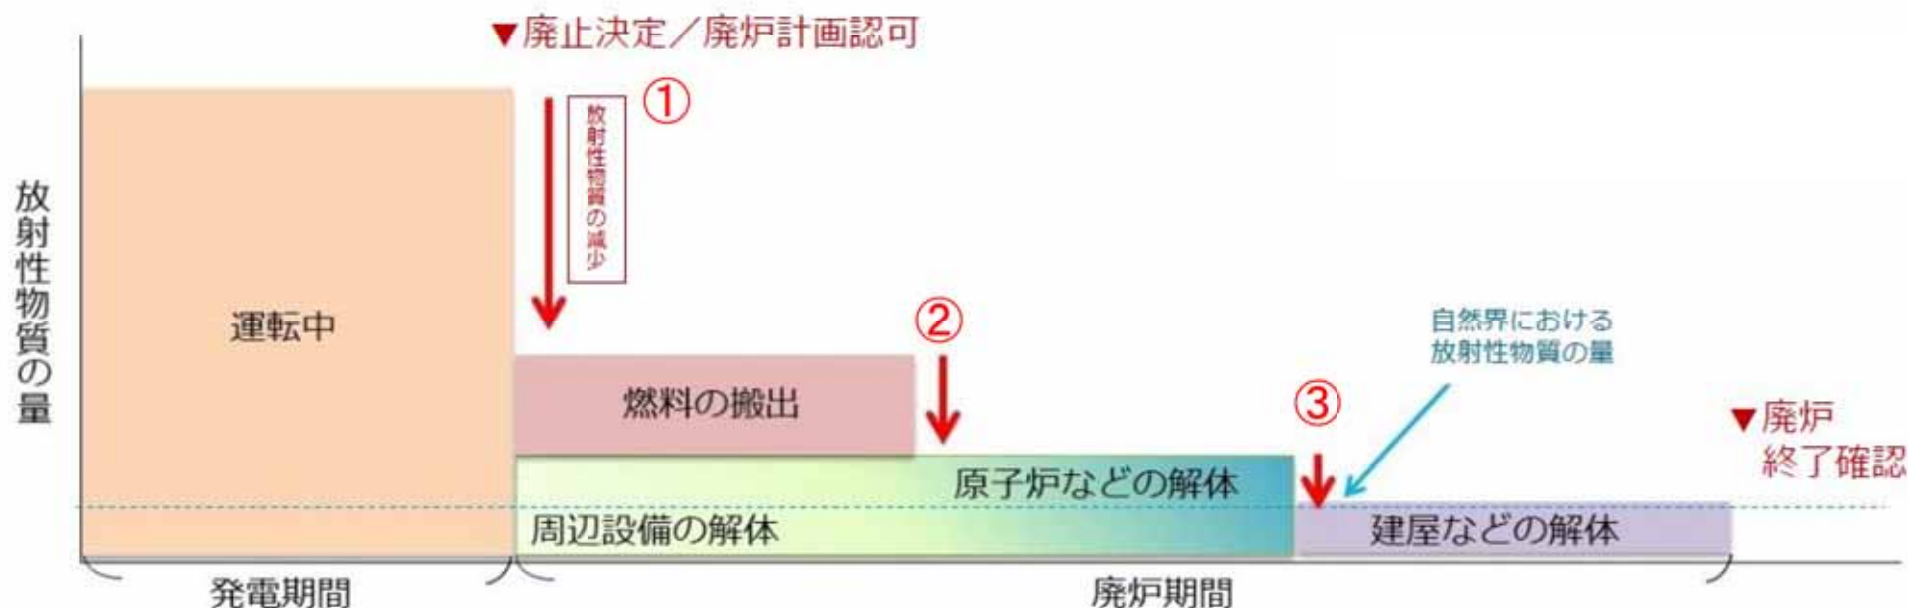 ▼廃止決定／廃炉計画認可
①
放射性物質の減少
放射性物質の量
運転中
②
燃料の搬出
自然界における
放射性物質の量
③
▼廃炉
終了確認
原子炉などの解体
周辺設備の解体
建屋などの解体
発電期間
廃炉期間